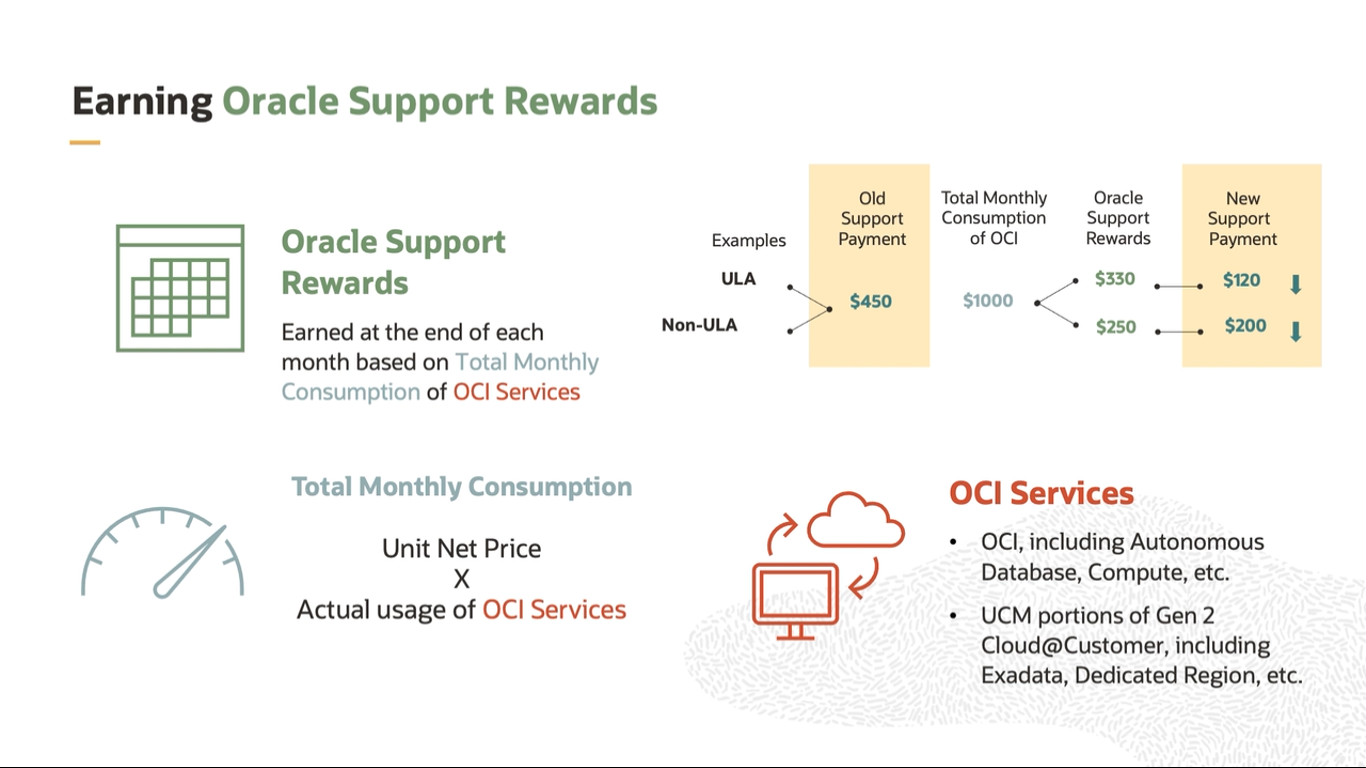 Earning Oracle Support Rewards
Oracle Support
Rewards
Earned at the end of each
month based on Total Monthly
Consumption of OCI Services
Examples
Old
Support
Payment
Total Monthly
Consumption
of OCI
Oracle
Support
Rewards
New
Support
Payment
ULA
Non-ULA
$450
$1000
$330
$250
$120
$200
Total Monthly Consumption
Unit Net Price
X
Actual usage of OCI Services
OCI Services
• OCI, including Autonomous
Database, Compute, etc.
• UCM portions of Gen 2
Cloud@Customer, including
Exadata, Dedicated Region, etc.